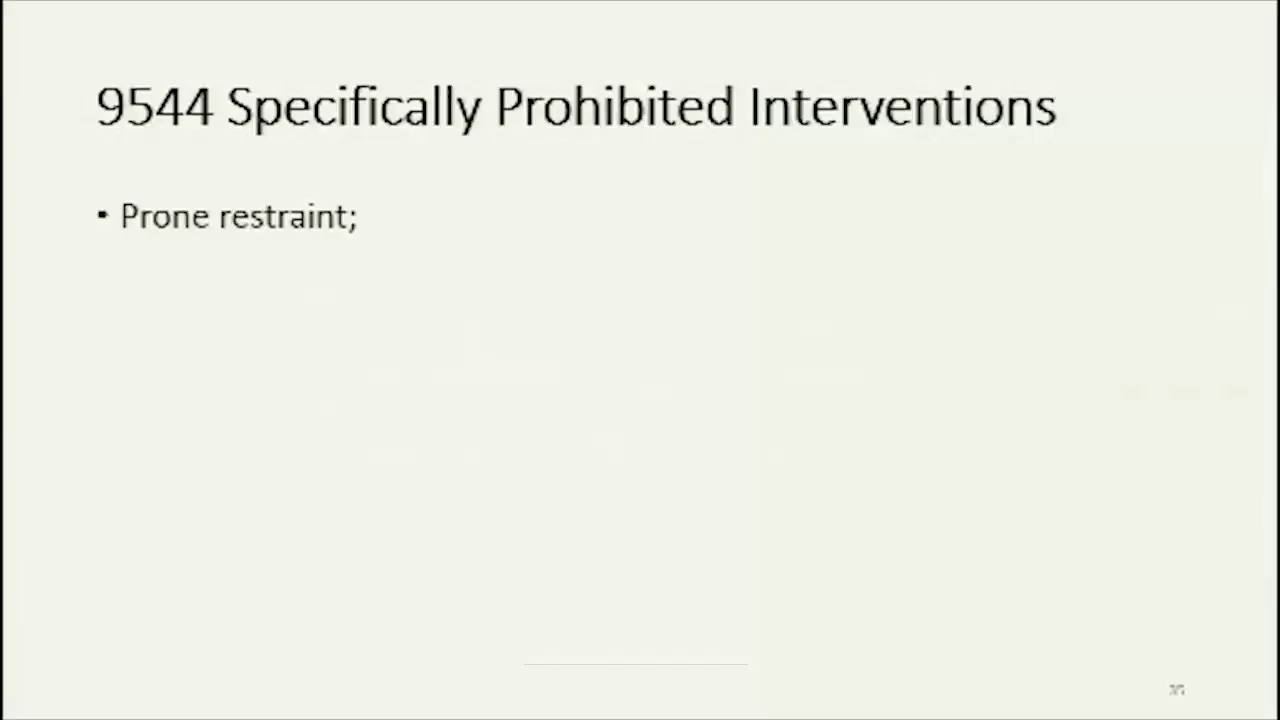 9544 Specifically Prohibited Interventions
• Prone restraint;